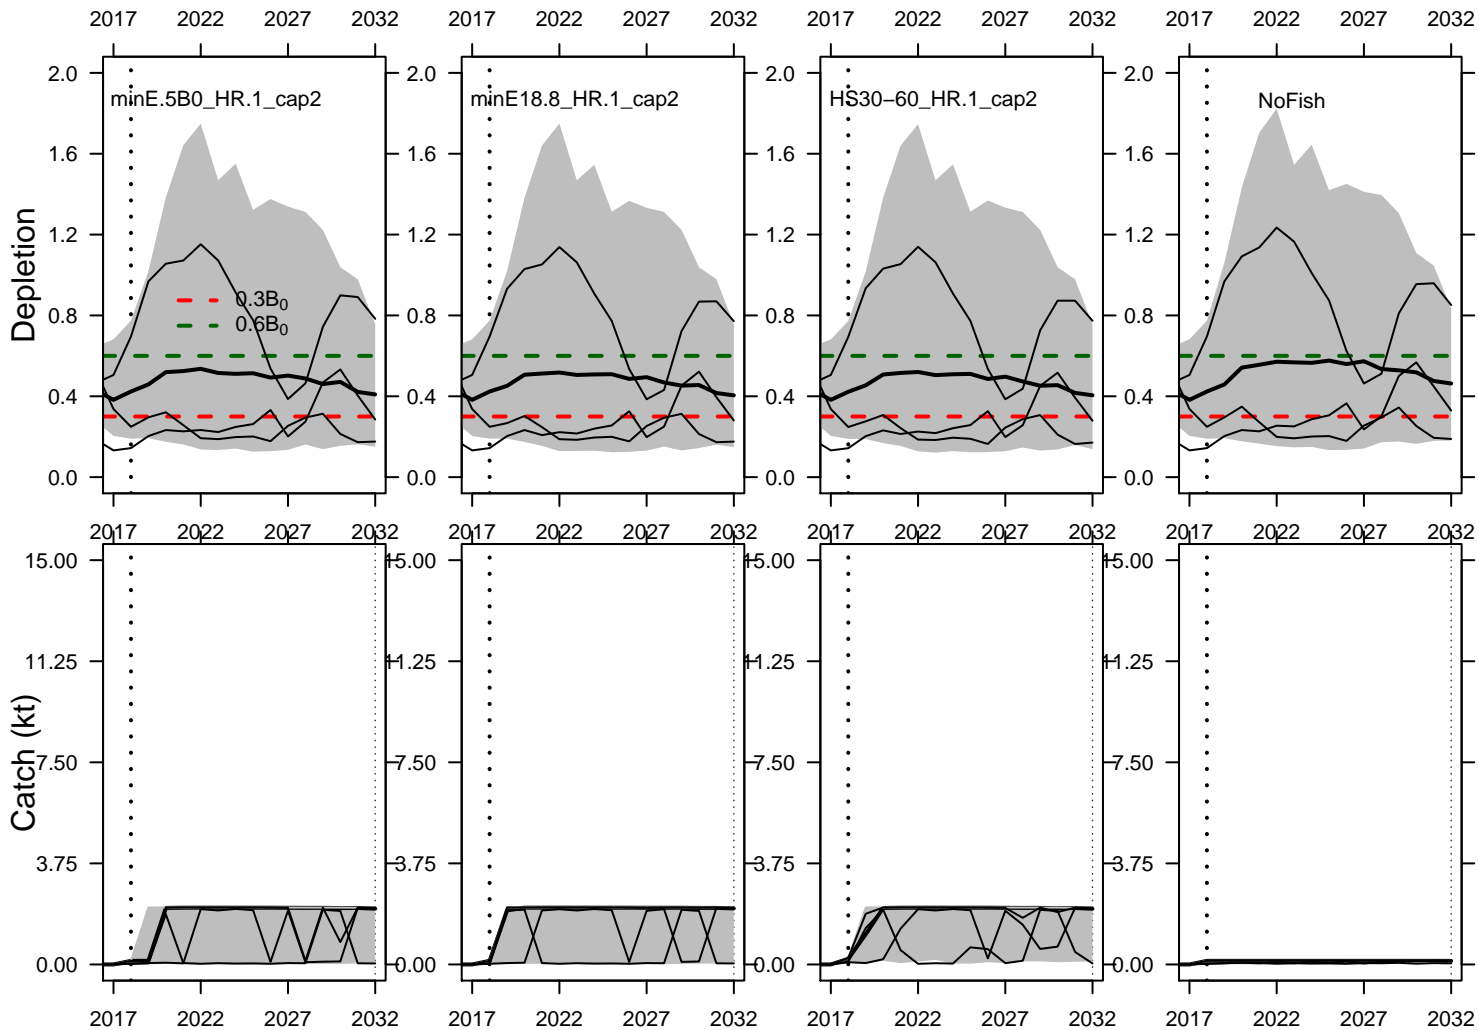 2017 2022 2027 2032 2017 2022 2027 2032 2017 2022 2027 2032 2017 2022 2027 2032
2.0 2.0 2.0 2.0
minE.5B0_HR.1_cap2 minE18.8_HR.1_cap2 HS30−60_HR.1_cap2 NoFish
1.6 1.6 1.6 1.6
1.2 1.2 1.2 1.2
Depletion
0.3B0
0.8 0.8 0.8 0.8
0.6B0
0.4 0.4 0.4 0.4
0.0 0.0 0.0 0.0
2017 2022 2027 2032 2017 2022 2027 2032 2017 2022 2027 2032 2017 2022 2027 2032
15.00 15.00 15.00 15.00
11.25 11.25 11.25 11.25
Catch (kt)
7.50 7.50 7.50 7.50
3.75 3.75 3.75 3.75
0.00 0.00 0.00 0.00
2017 2022 2027 2032 2017 2022 2027 2032 2017 2022 2027 2032 2017 2022 2027 2032